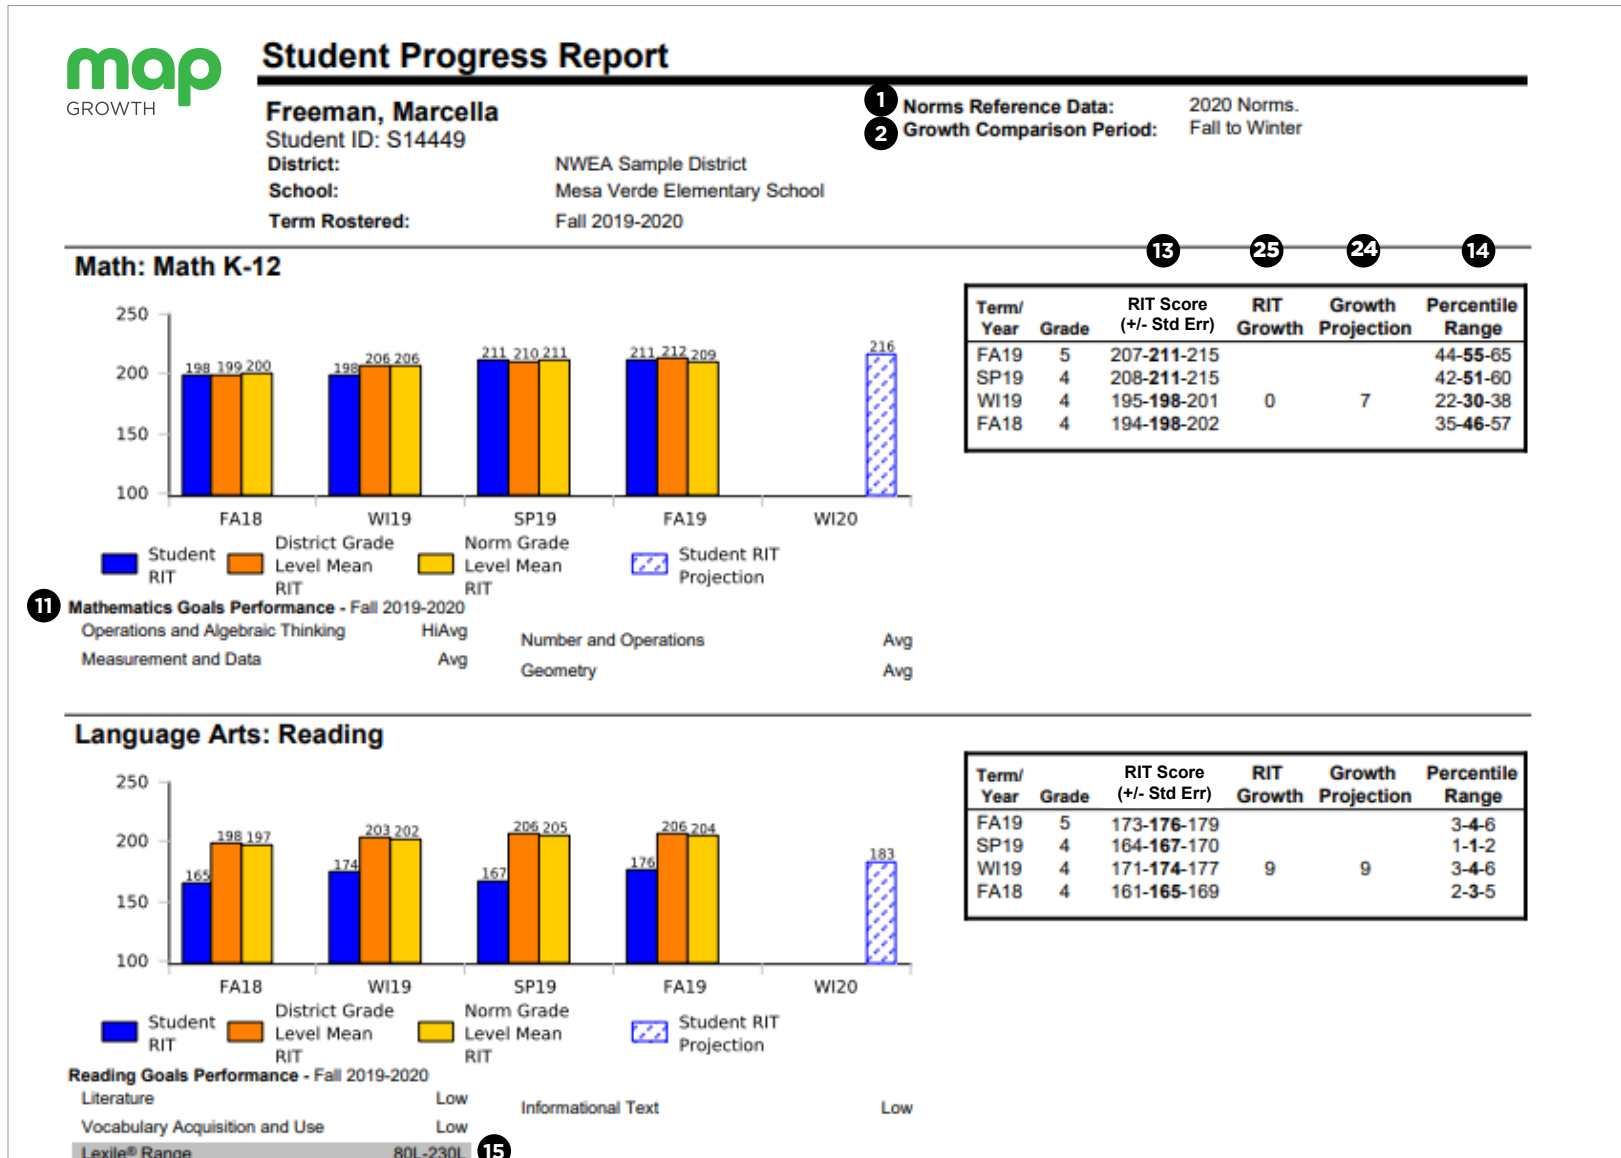 map
GROWTH
Student Progress Report
Freeman, Marcella
Student ID: S14449
District: NWEA Sample District
School: Mesa Verde Elementary School
Term Rostered: Fall 2019-2020
1 Norms Reference Data: 2020 Norms.
2 Growth Comparison Period: Fall to Winter
Math: Math K-12
250
200
150
100
198 199 200
198 206 206
211 210 211
211 212 209
216
FA18 WI19 SP19 FA19 WI20
Student
RIT
District Grade
Level Mean
RIT
Norm Grade
Level Mean
RIT
Student RIT
Projection
13 25 24 14
Term/ RIT Score RIT Growth Percentile
Year Grade (+/- Std Err) Growth Projection Range
FA19 5 207-211-215 44-55-65
SP19 4 208-211-215 42-51-60
WI19 4 195-198-201 0 7 22-30-38
FA18 4 194-198-202 35-46-57
11 Mathematics Goals Performance - Fall 2019-2020
Operations and Algebraic Thinking HiAvg
Measurement and Data Avg
Number and Operations Avg
Geometry Avg
Language Arts: Reading
250
200
150
100
165 198 197
174 203 202
167 206 205
176 206 204
183
FA18 WI19 SP19 FA19 WI20
Student
RIT
District Grade
Level Mean
RIT
Norm Grade
Level Mean
RIT
Student RIT
Projection
Term/ RIT Score RIT Growth Percentile
Year Grade (+/- Std Err) Growth Projection Range
FA19 5 173-176-179 3-4-6
SP19 4 164-167-170 1-1-2
WI19 4 171-174-177 9 9 3-4-6
FA18 4 161-165-169 2-3-5
Reading Goals Performance - Fall 2019-2020
Literature Low
Vocabulary Acquisition and Use Low
Informational Text Low
Lexile® Range 80L-230L 15